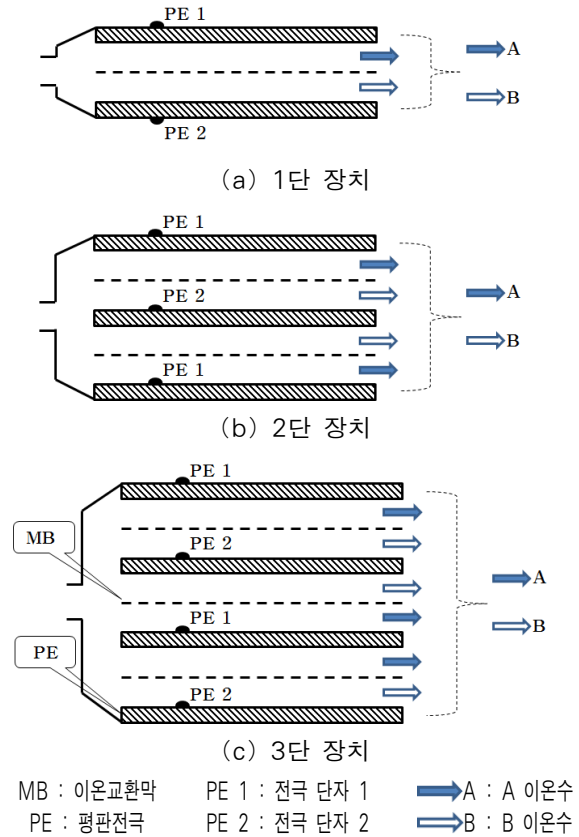 PE 1
A
B
PE 2
(a) 1단 장치
PE 1
PE 2
A
B
PE 1
(b) 2단 장치
PE 1
MB
PE 2
A
PE 1
B
PE
PE 2
(c) 3단 장치
MB : 이온교환막 PE 1 : 전극 단자 1 A : A 이온수
PE : 평판전극 PE 2 : 전극 단자 2 B : B 이온수